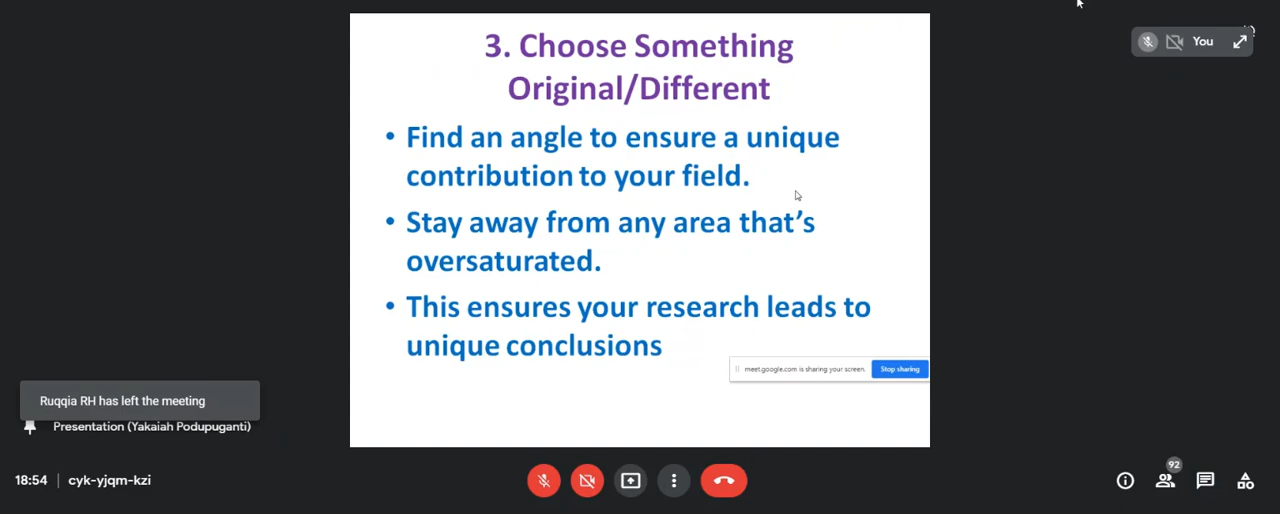 3. Choose Something
Original/Different
• Find an angle to ensure a unique
contribution to your field.
• Stay away from any area that's
oversaturated.
• This ensures your research leads to
unique conclusions
You
meet.google.com is sharing your screen.
Stop sharing
Ruqqia RH has left the meeting
Presentation (Yakaiah Podupuganti)
18:54 | cyk-yjqm-kzi
92